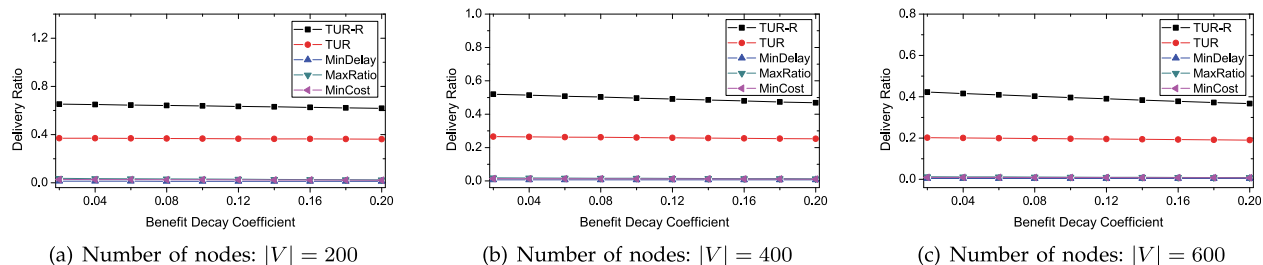 1.2
0.8
0.4
0.0
Delivery Ratio
0.04 0.08 0.12 0.16 0.20
Benefit Decay Coefficient
TUR-R
TUR
MinDelay
MaxRatio
MinCost
(a) Number of nodes: |V| = 200
1.0
0.8
0.6
0.4
0.2
0.0
Delivery Ratio
0.04 0.08 0.12 0.16 0.20
Benefit Decay Coefficient
TUR-R
TUR
MinDelay
MaxRatio
MinCost
(b) Number of nodes: |V| = 400
0.8
0.6
0.4
0.2
0.0
Delivery Ratio
0.04 0.08 0.12 0.16 0.20
Benefit Decay Coefficient
TUR-R
TUR
MinDelay
MaxRatio
MinCost
(c) Number of nodes: |V| = 600